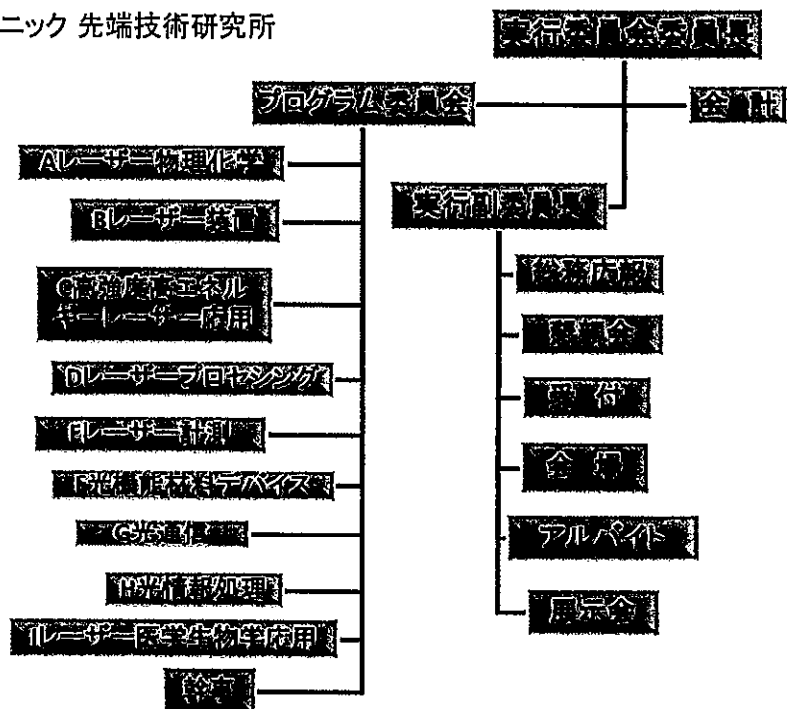 ニック 先端技術研究所
実行委員会委員長
プログラム委員会
会 計
Aレーザー物理化学
Bレーザー装置
C高強度高エネル
ギーレーザー応用
Dレーザープロセシング
Eレーザー計測
F光機能材料デバイス
G光通信
H光情報処理
Iレーザー医学生物学応用
幹事
実行副委員長
総務広報
懇親会
受 付
会 場
アルバイト
展示会